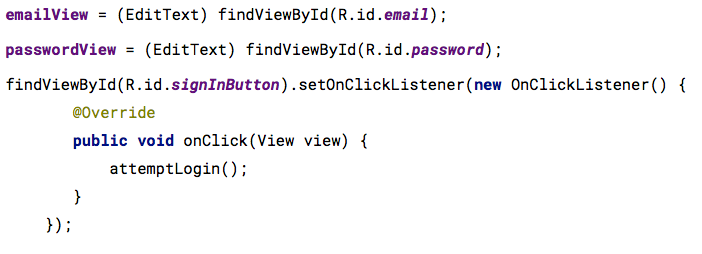 emailView = (EditText) findViewById(R.id.email);
passwordView = (EditText) findViewById(R.id.password);
findViewById(R.id.signInButton).setOnClickListener(new OnClickListener() {
@Override
public void onClick(View view) {
attemptLogin();
}
});